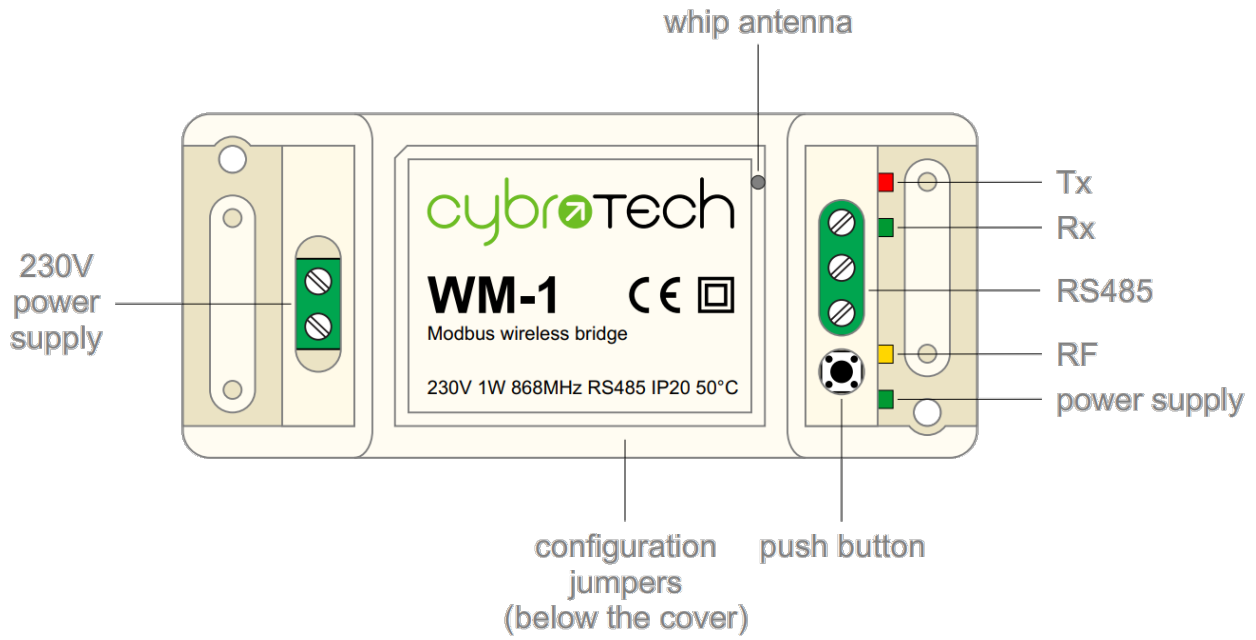 whip antenna
cybrotech
WM-1
CE
Modbus wireless bridge
230V 1W 868MHz RS485 IP20 50°C
230V
power
supply
Tx
Rx
RS485
RF
power supply
configuration
jumpers
(below the cover)
push button